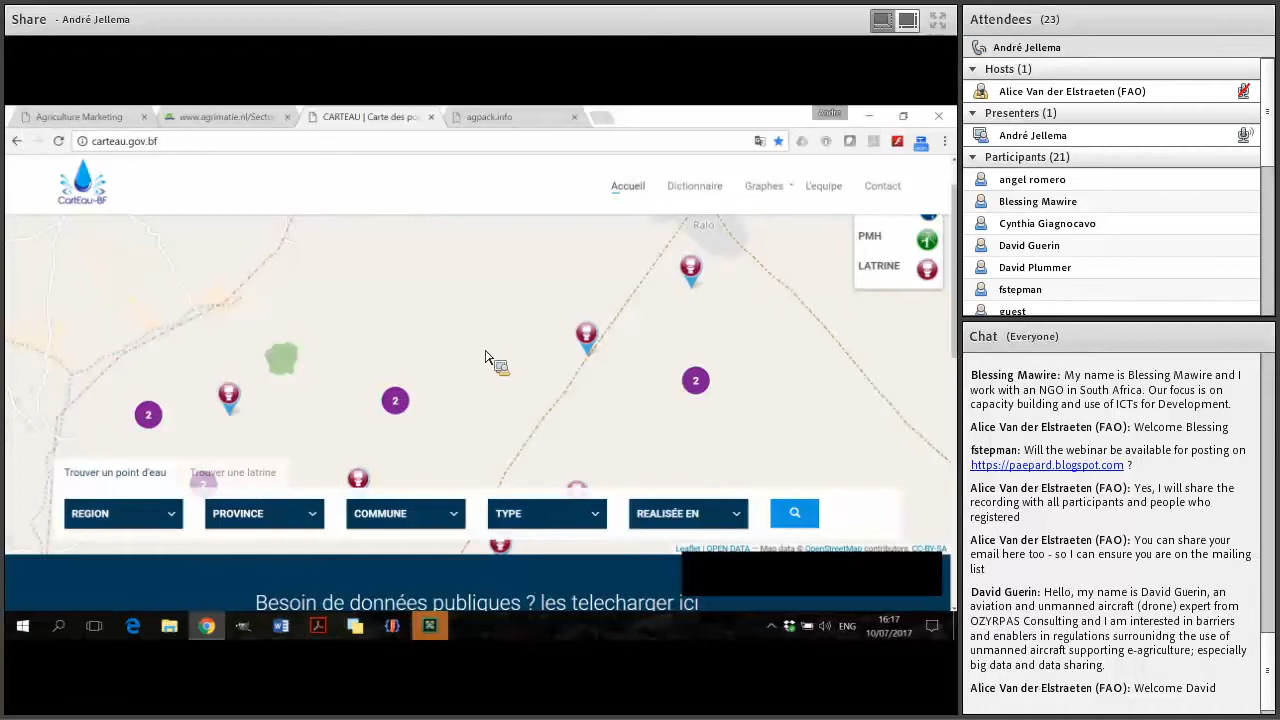 Share - André Jellema
Agriculture Marketing
www.agrimatie.nl/Secto
CARTEAU | Carte des po
agpack.info
Andre
carteau.gov.bf
CartEau-BF
Accueil Dictionnaire Graphes L'equipe Contact
Ralo
PMH
LATRINE
2
2
2
2
Trouver un point d'eau Trouver une latrine
REGION PROVINCE COMMUNE TYPE REALISÉE EN
Leaflet | OPEN DATA — Map data © OpenStreetMap contributors, CC-BY-SA
Besoin de données publiques ? les telecharger ici
ENG
16:17
10/07/2017
Attendees (23)
André Jellema
Hosts (1)
Alice Van der Elstraeten (FAO)
Presenters (1)
André Jellema
Participants (21)
angel romero
Blessing Mawire
Cynthia Giagnocavo
David Guerin
David Plummer
fstepman
guest
Chat (Everyone)
Blessing Mawire: My name is Blessing Mawire and I
work with an NGO in South Africa. Our focus is on
capacity building and use of ICTs for Development.
Alice Van der Elstraeten (FAO): Welcome Blessing
fstepman: Will the webinar be available for posting on
https://paepard.blogspot.com ?
Alice Van der Elstraeten (FAO): Yes, I will share the
recording with all participants and people who
registered
Alice Van der Elstraeten (FAO): You can share your
email here too - so I can ensure you are on the mailing
list
David Guerin: Hello, my name is David Guerin, an
aviation and unmanned aircraft (drone) expert from
OZYRPAS Consulting and I am interested in barriers
and enablers in regulations surrouninding the use of
unmanned aircraft supporting e-agriculture; especially
big data and data sharing.
Alice Van der Elstraeten (FAO): Welcome David